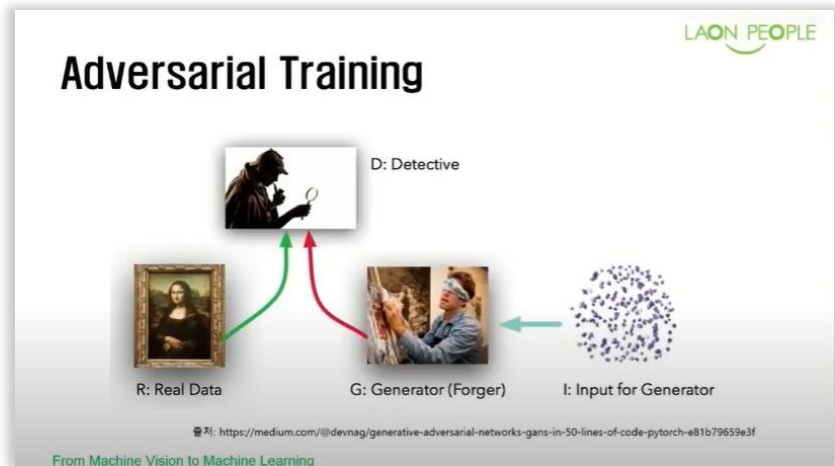 LAON PEOPLE
Adversarial Training
D: Detective
R: Real Data
G: Generator (Forger)
I: Input for Generator
출처: https://medium.com/@devnag/generative-adversarial-networks-gans-in-50-lines-of-code-pytorch-e81b79659e3f
From Machine Vision to Machine Learning